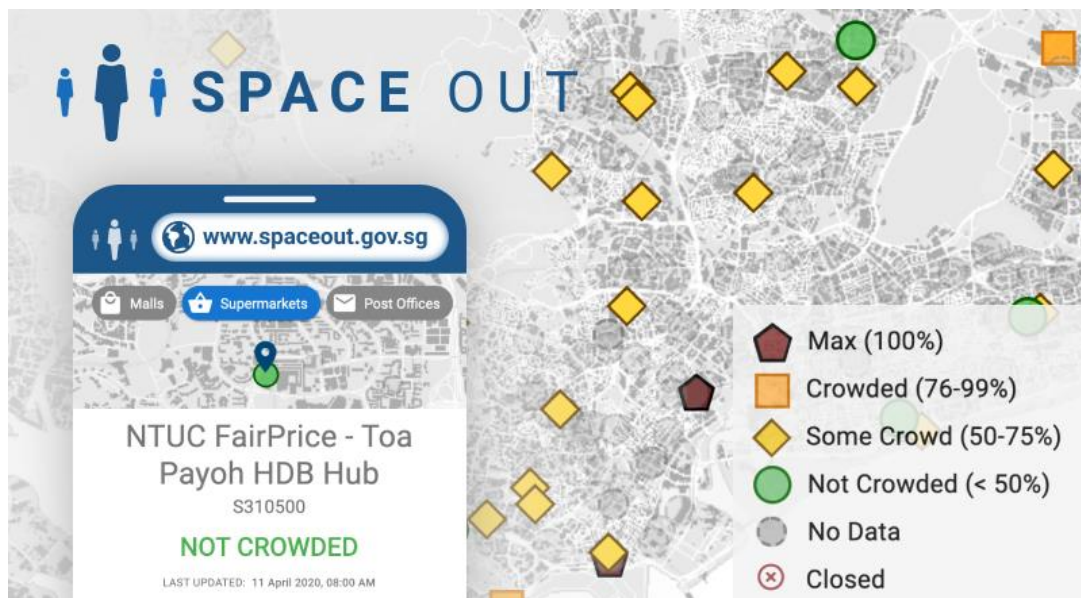 SPACE OUT
www.spaceout.gov.sg
Malls
Supermarkets
Post Offices
NTUC FairPrice - Toa
Payoh HDB Hub
S310500
NOT CROWDED
LAST UPDATED: 11 April 2020, 08:00 AM
Max (100%)
Crowded (76-99%)
Some Crowd (50-75%)
Not Crowded (< 50%)
No Data
Closed